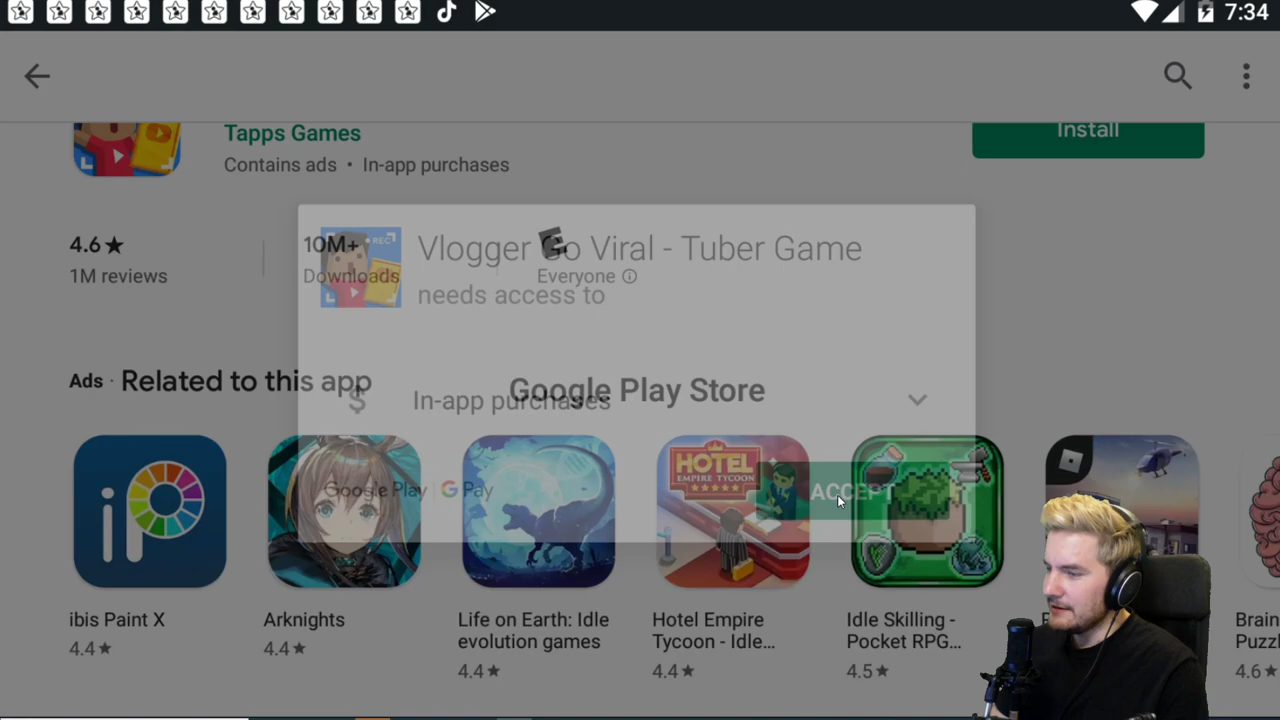 7:34
Tapps Games
Install
Contains ads • In-app purchases
REC
4.6★
10M+
Vlogger Go Viral - Tuber Game
1M reviews
Downloads
Everyone
needs access to
Ads · Related to this app
Google Play Store
In-app purchases
$
HOTEL
EMPIRE TYCOON
ip
Google Play | G Pay
ACCEPT
ibis Paint X
Arknights
Life on Earth: Idle
evolution games
Hotel Empire
Tycoon - Idle...
Idle Skilling -
Pocket RPG...
Brain
Puzzl
4.4★
4.4★
4.4★
4.4★
4.5★
4.6★